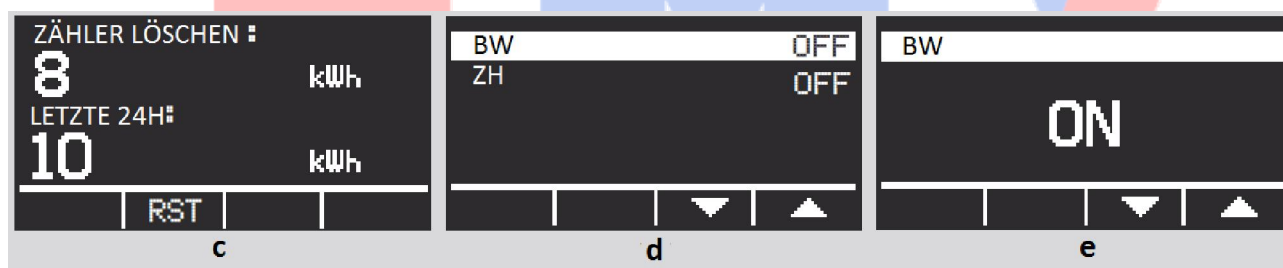 ZÄHLER LÖSCHEN :
8 kWh
LETZTE 24H:
10 kWh
RST
c
BW OFF
ZH OFF
d
BW
ON
e